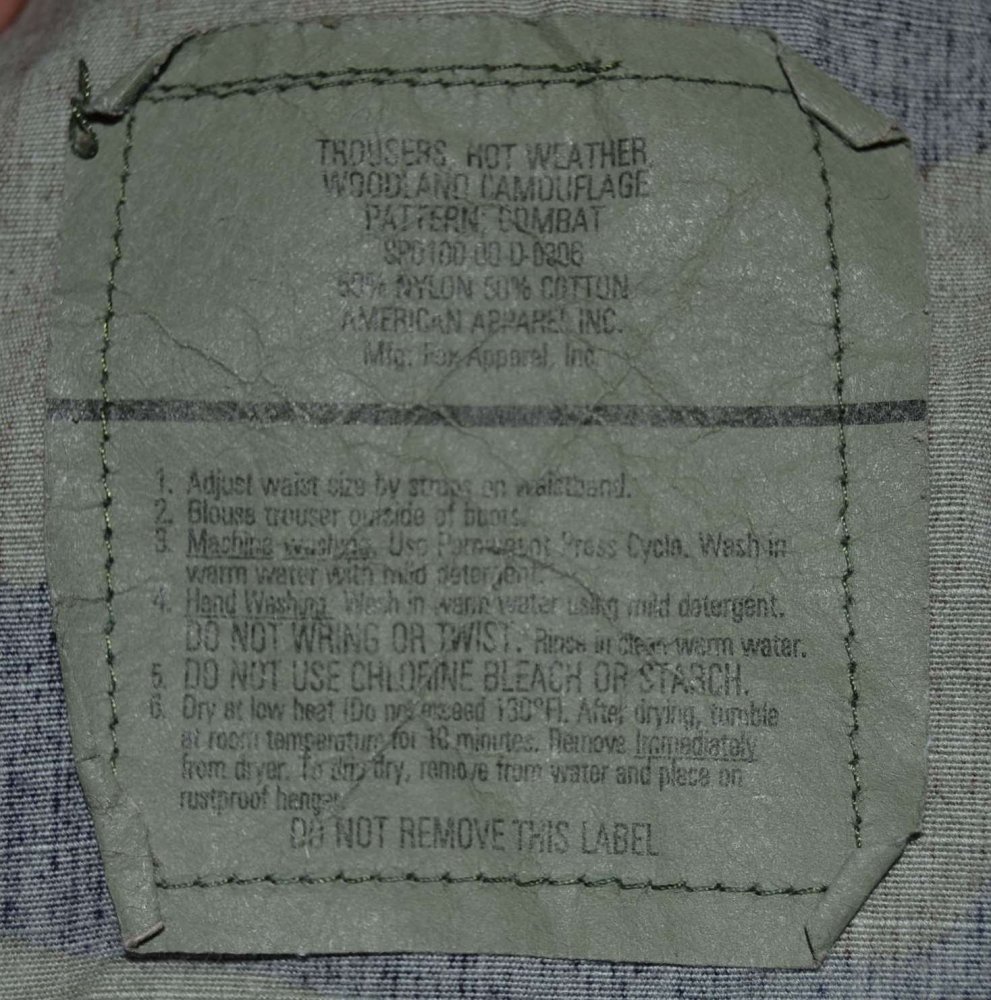 TROUSERS, HOT WEATHER,
WOODLAND CAMOUFLAGE
PATTERN, COMBAT
SPO100-00-D-0306
50% NYLON 50% COTTON
AMERICAN APPAREL INC.
Mfg: Fox Apparel, Inc.
1. Adjust waist size by straps on waistband.
2. Blouse trouser outside of boots.
3. Machine washing. Use Permanent Press Cycle. Wash in
warm water with mild detergent.
4. Hand Washing. Wash in warm water using mild detergent.
DO NOT WRING OR TWIST. Rinse in clean warm water.
5. DO NOT USE CHLORINE BLEACH OR STARCH.
6. Dry at low heat (Do not exceed 130°F). After drying, tumble
at room temperature for 10 minutes. Remove immediately
from dryer. To drip dry, remove from water and place on
rustproof hanger.
DO NOT REMOVE THIS LABEL